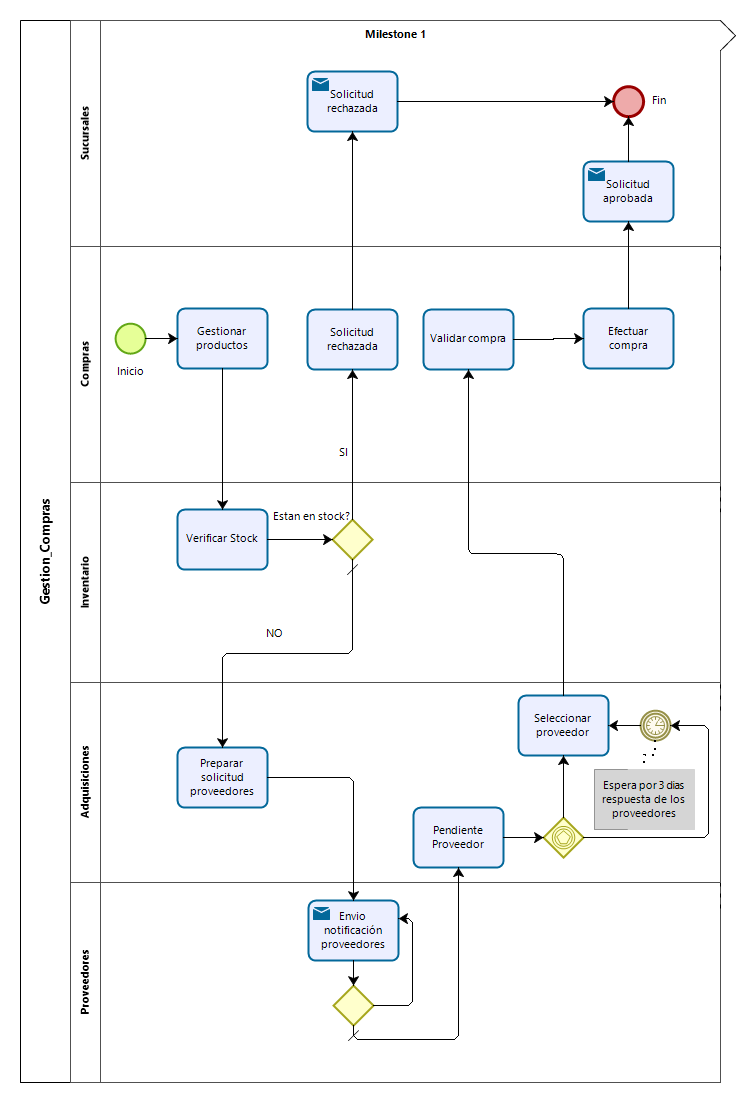 Milestone 1
Gestion_Compras
Sucursales
Solicitud
rechazada
Fin
Solicitud
aprobada
Compras
Inicio
Gestionar
productos
Solicitud
rechazada
Validar compra
Efectuar
compra
SI
Inventario
Verificar Stock
Estan en stock?
NO
Adquisiciones
Preparar
solicitud
proveedores
Pendiente
Proveedor
Seleccionar
proveedor
Espera por 3 dias
respuesta de los
proveedores
Proveedores
Envio
notificación
proveedores